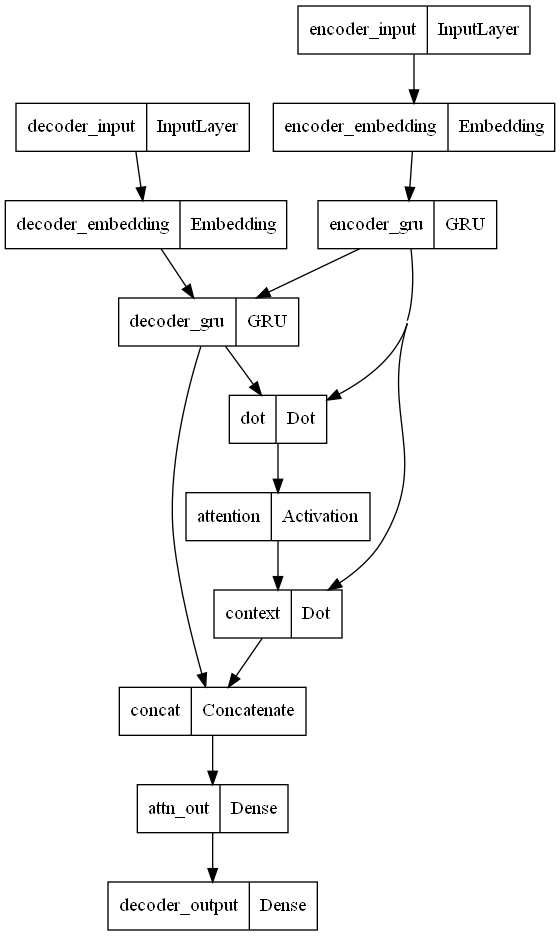 encoder_input InputLayer
decoder_input InputLayer
encoder_embedding Embedding
decoder_embedding Embedding
encoder_gru GRU
decoder_gru GRU
dot Dot
attention Activation
context Dot
concat Concatenate
attn_out Dense
decoder_output Dense